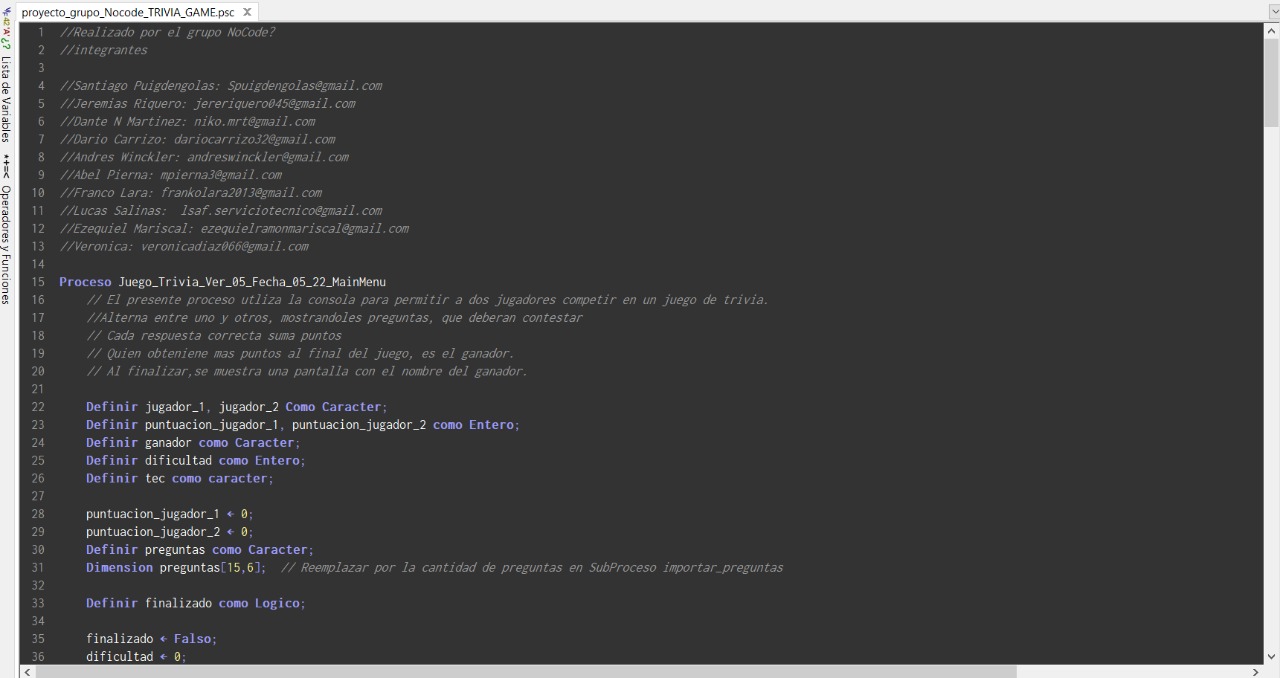 proyecto_grupo_Nocode_TRIVIA_GAME.psc X
1 //Realizado por el grupo NoCode?
2 //integrantes
3
4 //Santiago Puigdengolas: Spuigdengolas@gmail.com
5 //Jeremias Riquero: jereriquero045@gmail.com
6 //Dante N Martinez: niko.mrt@gmail.com
7 //Dario Carrizo: dariocarrizo32@gmail.com
8 //Andres Winckler: andreswinckler@gmail.com
9 //Abel Pierna: mpierna3@gmail.com
10 //Franco Lara: frankolara2013@gmail.com
11 //Lucas Salinas:  lsaf.serviciotecnico@gmail.com
12 //Ezequiel Mariscal: ezequielramonmariscal@gmail.com
13 //Veronica: veronicadiaz066@gmail.com
14
15 Proceso Juego_Trivia_Ver_05_Fecha_05_22_MainMenu
16 // El presente proceso utliza la consola para permitir a dos jugadores competir en un juego de trivia.
17 //Alterna entre uno y otros, mostrandoles preguntas, que deberan contestar
18 // Cada respuesta correcta suma puntos
19 // Quien obteniene mas puntos al final del juego, es el ganador.
20 // Al finalizar,se muestra una pantalla con el nombre del ganador.
21
22 Definir jugador_1, jugador_2 Como Caracter;
23 Definir puntuacion_jugador_1, puntuacion_jugador_2 como Entero;
24 Definir ganador como Caracter;
25 Definir dificultad como Entero;
26 Definir tec como caracter;
27
28 puntuacion_jugador_1 ← 0;
29 puntuacion_jugador_2 ← 0;
30 Definir preguntas como Caracter;
31 Dimension preguntas[15,6];  // Reemplazar por la cantidad de preguntas en SubProceso importar_preguntas
32
33 Definir finalizado como Logico;
34
35 finalizado ← Falso;
36 dificultad ← 0;
Lista de Variables
*+=< Operadores y Funciones